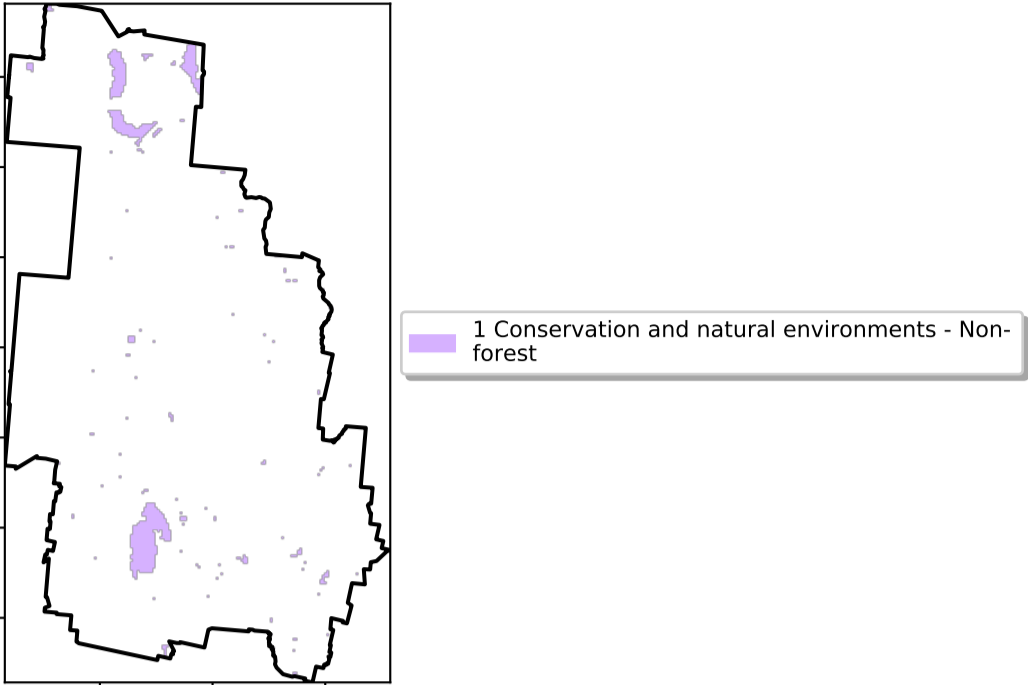 1 Conservation and natural environments - Non-
forest